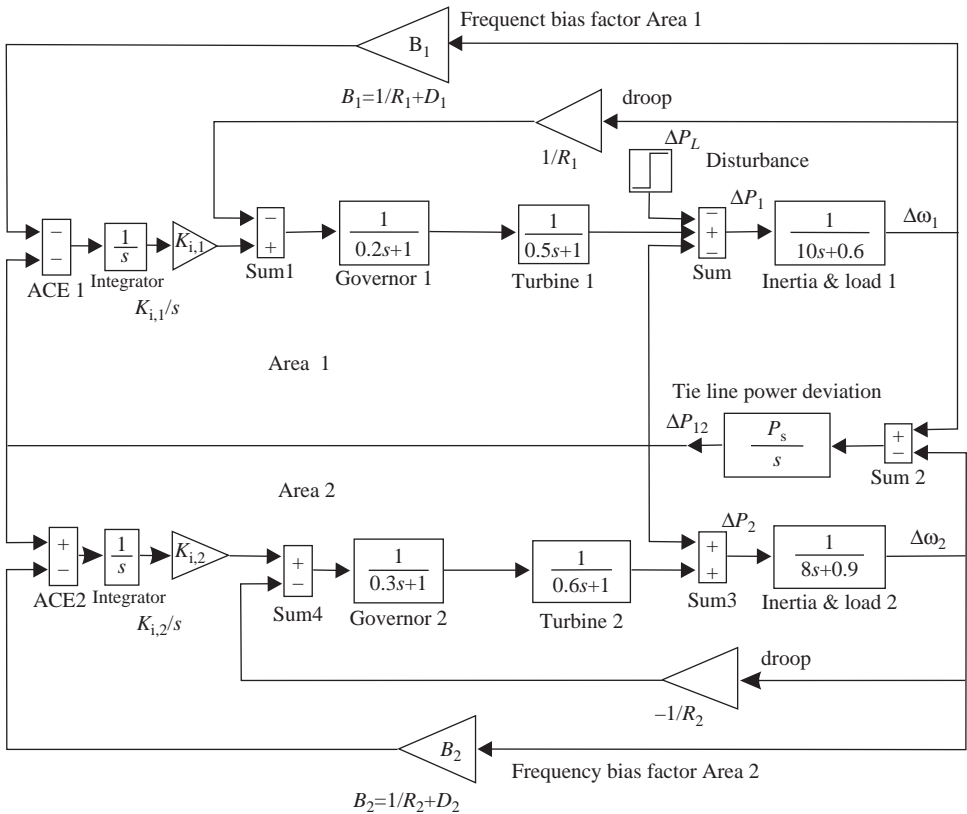 Frequenct bias factor Area 1
B1
B1=1/R1+D1
droop
1/R1
ΔPL
Disturbance
− −
1/s
Integrator
Ki,1
ACE 1
Ki,1/s
− +
Sum1
1/(0.2s+1)
Governor 1
1/(0.5s+1)
Turbine 1
− + −
Sum
ΔP1
1/(10s+0.6)
Inertia & load 1
Δω1
Area 1
Tie line power deviation
ΔP12
Ps/s
+ −
Sum 2
Area 2
+ −
ACE2
1/s
Integrator
Ki,2
Ki,2/s
+ −
Sum4
1/(0.3s+1)
Governor 2
1/(0.6s+1)
Turbine 2
+ +
Sum3
ΔP2
1/(8s+0.9)
Inertia & load 2
Δω2
droop
−1/R2
B2
Frequency bias factor Area 2
B2=1/R2+D2